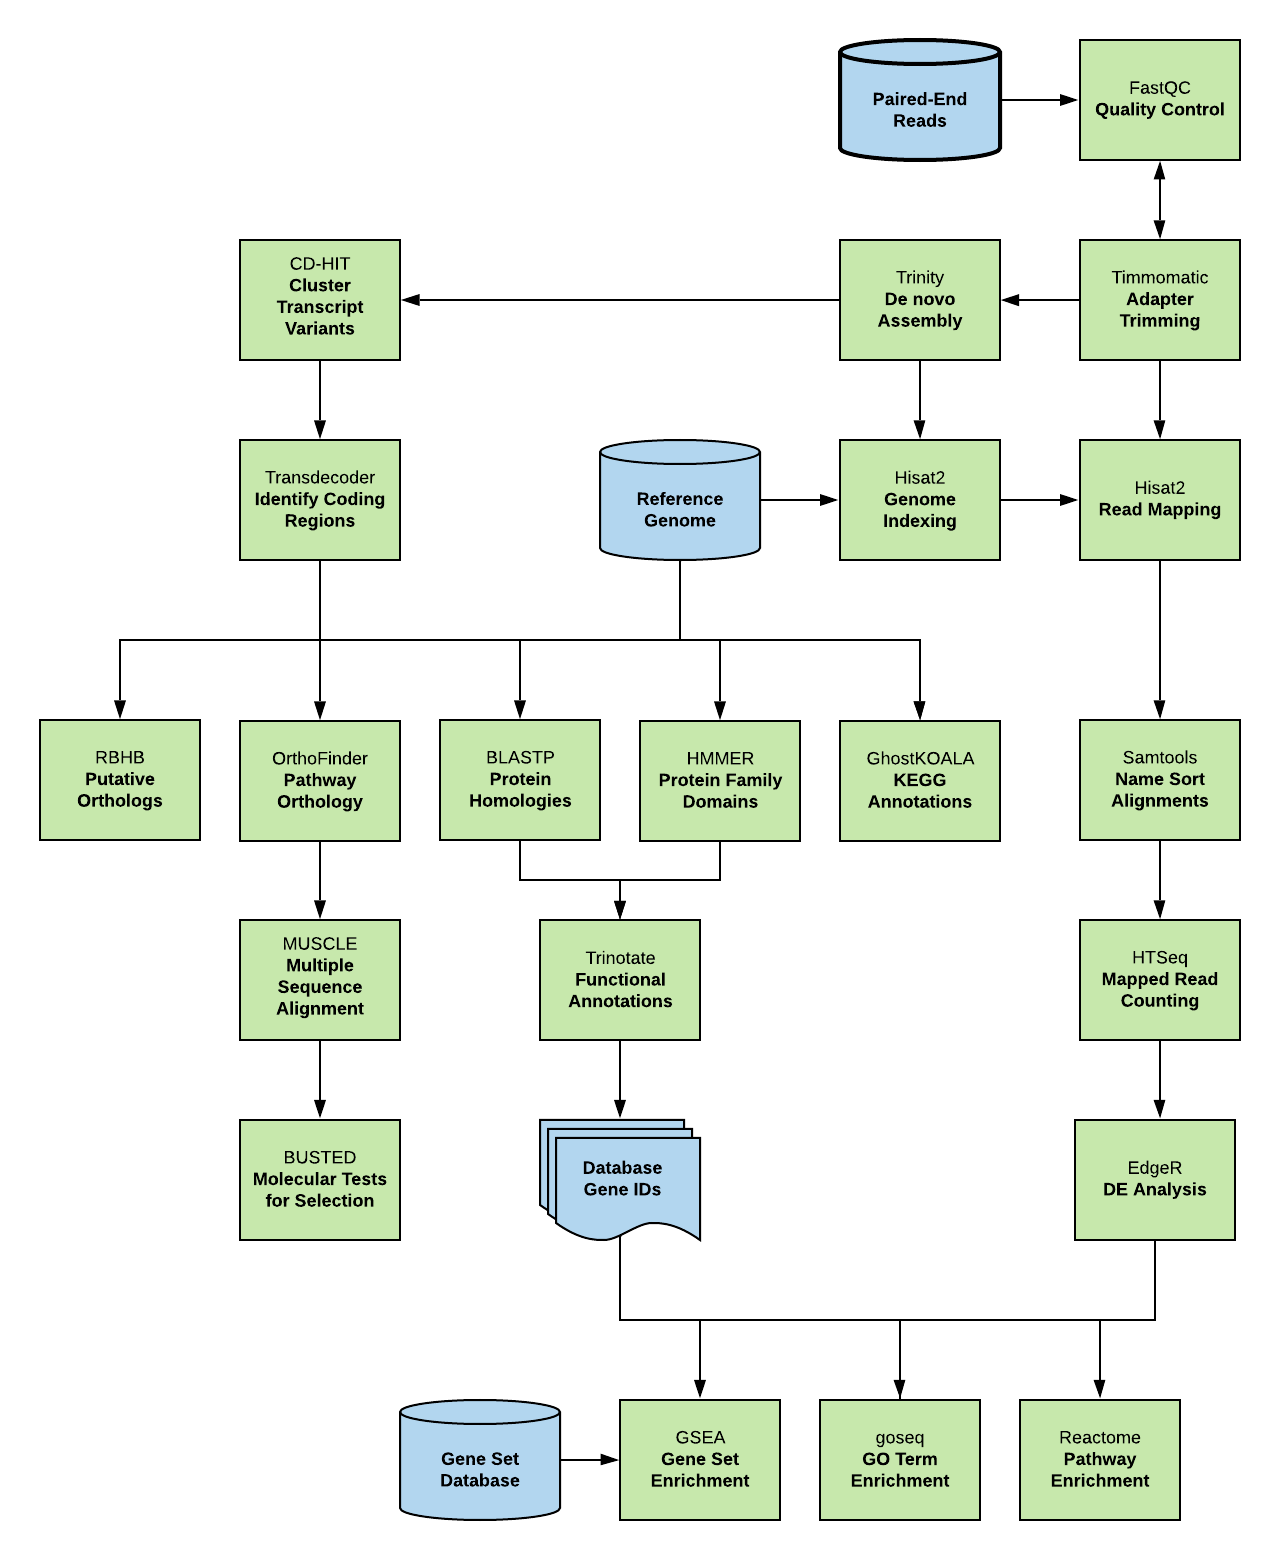 Paired-End
Reads
FastQC
Quality Control
CD-HIT
Cluster
Transcript
Variants
Trinity
De novo
Assembly
Timmomatic
Adapter
Trimming
Transdecoder
Identify Coding
Regions
Reference
Genome
Hisat2
Genome
Indexing
Hisat2
Read Mapping
RBHB
Putative
Orthologs
OrthoFinder
Pathway
Orthology
BLASTP
Protein
Homologies
HMMER
Protein Family
Domains
GhostKOALA
KEGG
Annotations
Samtools
Name Sort
Alignments
MUSCLE
Multiple
Sequence
Alignment
Trinotate
Functional
Annotations
HTSeq
Mapped Read
Counting
BUSTED
Molecular Tests
for Selection
Database
Gene IDs
EdgeR
DE Analysis
Gene Set
Database
GSEA
Gene Set
Enrichment
goseq
GO Term
Enrichment
Reactome
Pathway
Enrichment